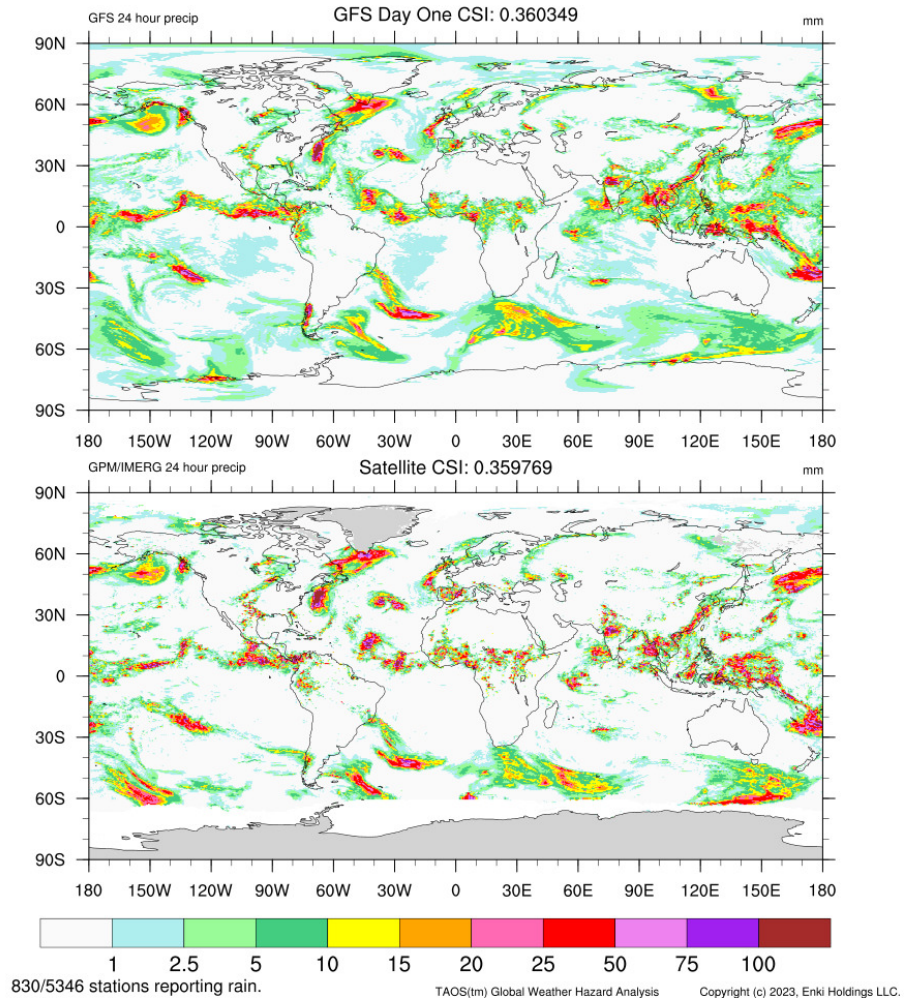 GFS Day One CSI: 0.360349
GFS 24 hour precip
mm
90N
60N
30N
0
30S
60S
90S
180 150W 120W 90W 60W 30W 0 30E 60E 90E 120E 150E 180
GPM/IMERG 24 hour precip
Satellite CSI: 0.359769
mm
90N
60N
30N
0
30S
60S
90S
180 150W 120W 90W 60W 30W 0 30E 60E 90E 120E 150E 180
1 2.5 5 10 15 20 25 50 75 100
830/5346 stations reporting rain.
TAOS(tm) Global Weather Hazard Analysis
Copyright (c) 2023, Enki Holdings LLC.